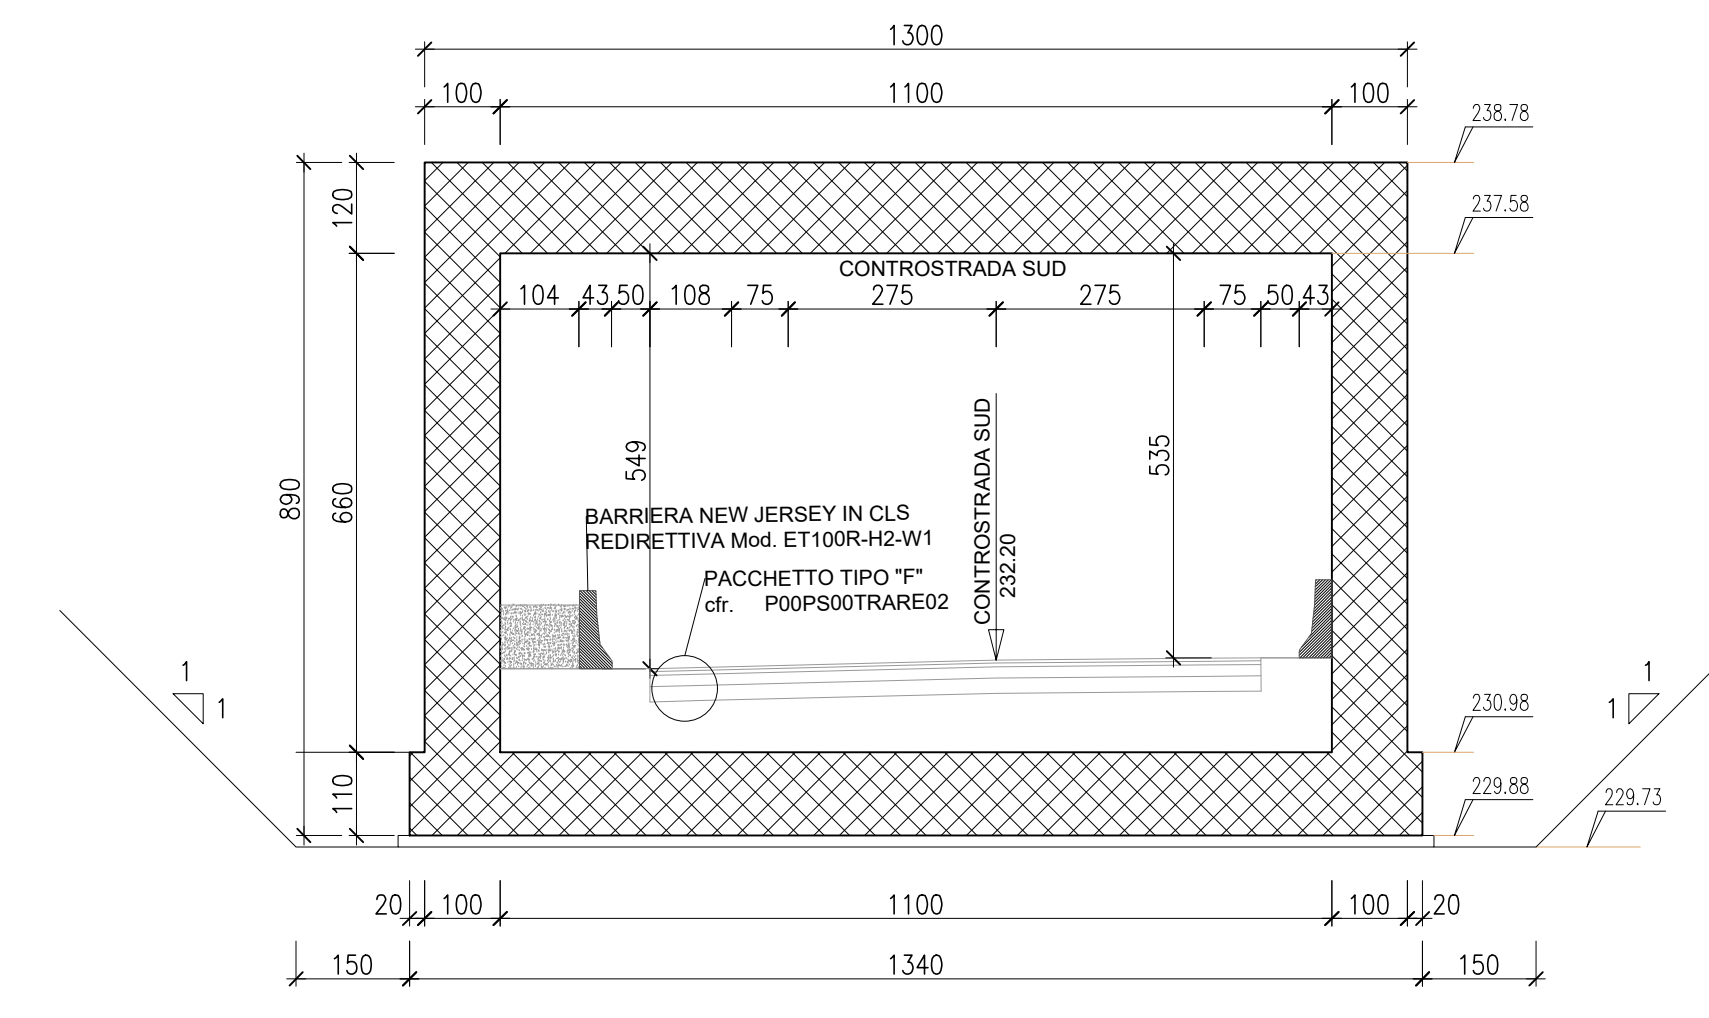 1300
100 1100 100
238.78
120
237.58
CONTROSTRADA SUD
104 43 50 108 75 275 275 75 50 43
890
660
549
535
CONTROSTRADA SUD
232.20
BARRIERA NEW JERSEY IN CLS
REDIRETTIVA Mod. ET100R-H2-W1
PACCHETTO TIPO "F"
cfr. P00PS00TRARE02
1
1
1
1
230.98
110
229.88
229.73
20 100 1100 100 20
150 1340 150